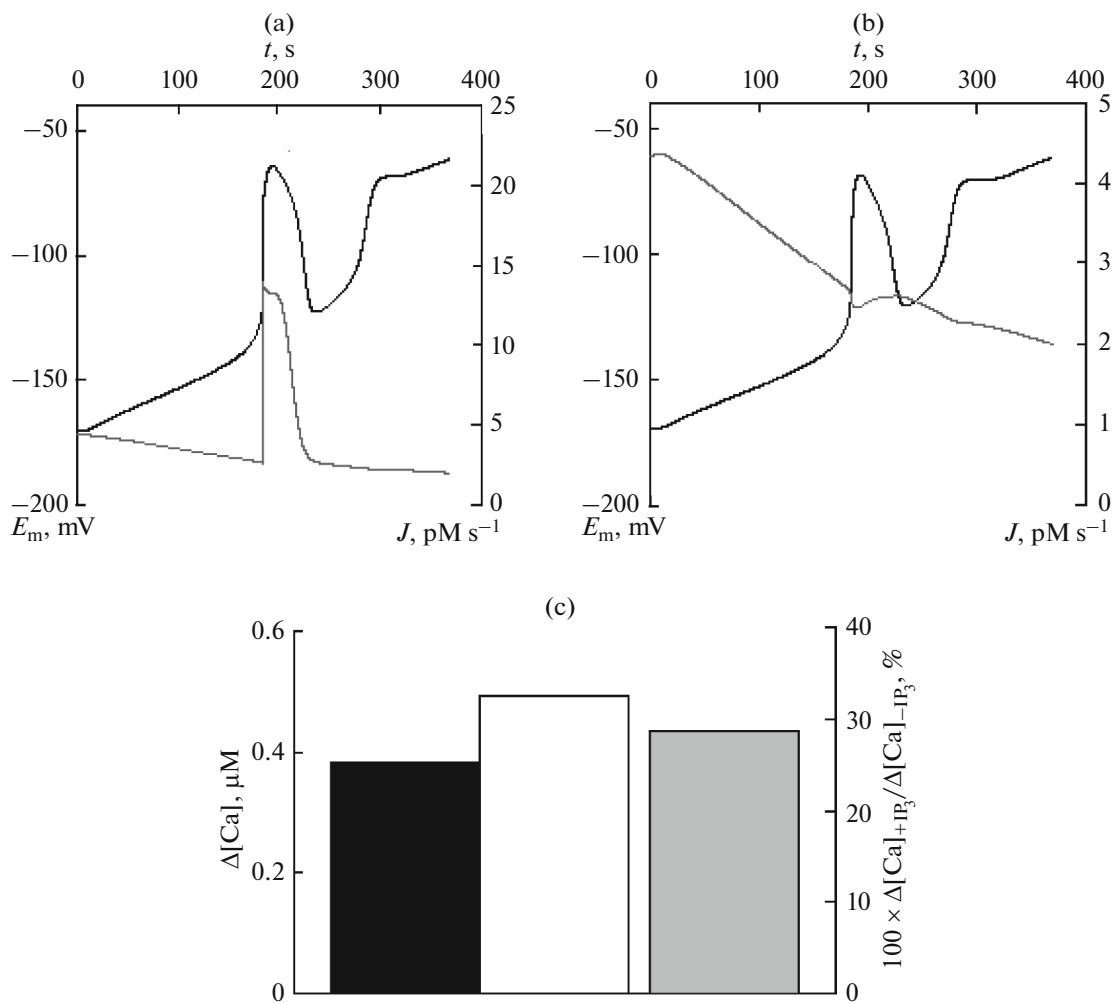 (a)
t, s
0 100 200 300 400
−50
−100
−150
−200
25
20
15
10
5
0
E_m, mV
J, pM s⁻¹
(b)
t, s
0 100 200 300 400
−50
−100
−150
−200
5
4
3
2
1
0
E_m, mV
J, pM s⁻¹
(c)
0.6
0.4
0.2
0
Δ[Ca], μM
40
30
20
10
0
100 × Δ[Ca]₊IP₃/Δ[Ca]₋IP₃, %